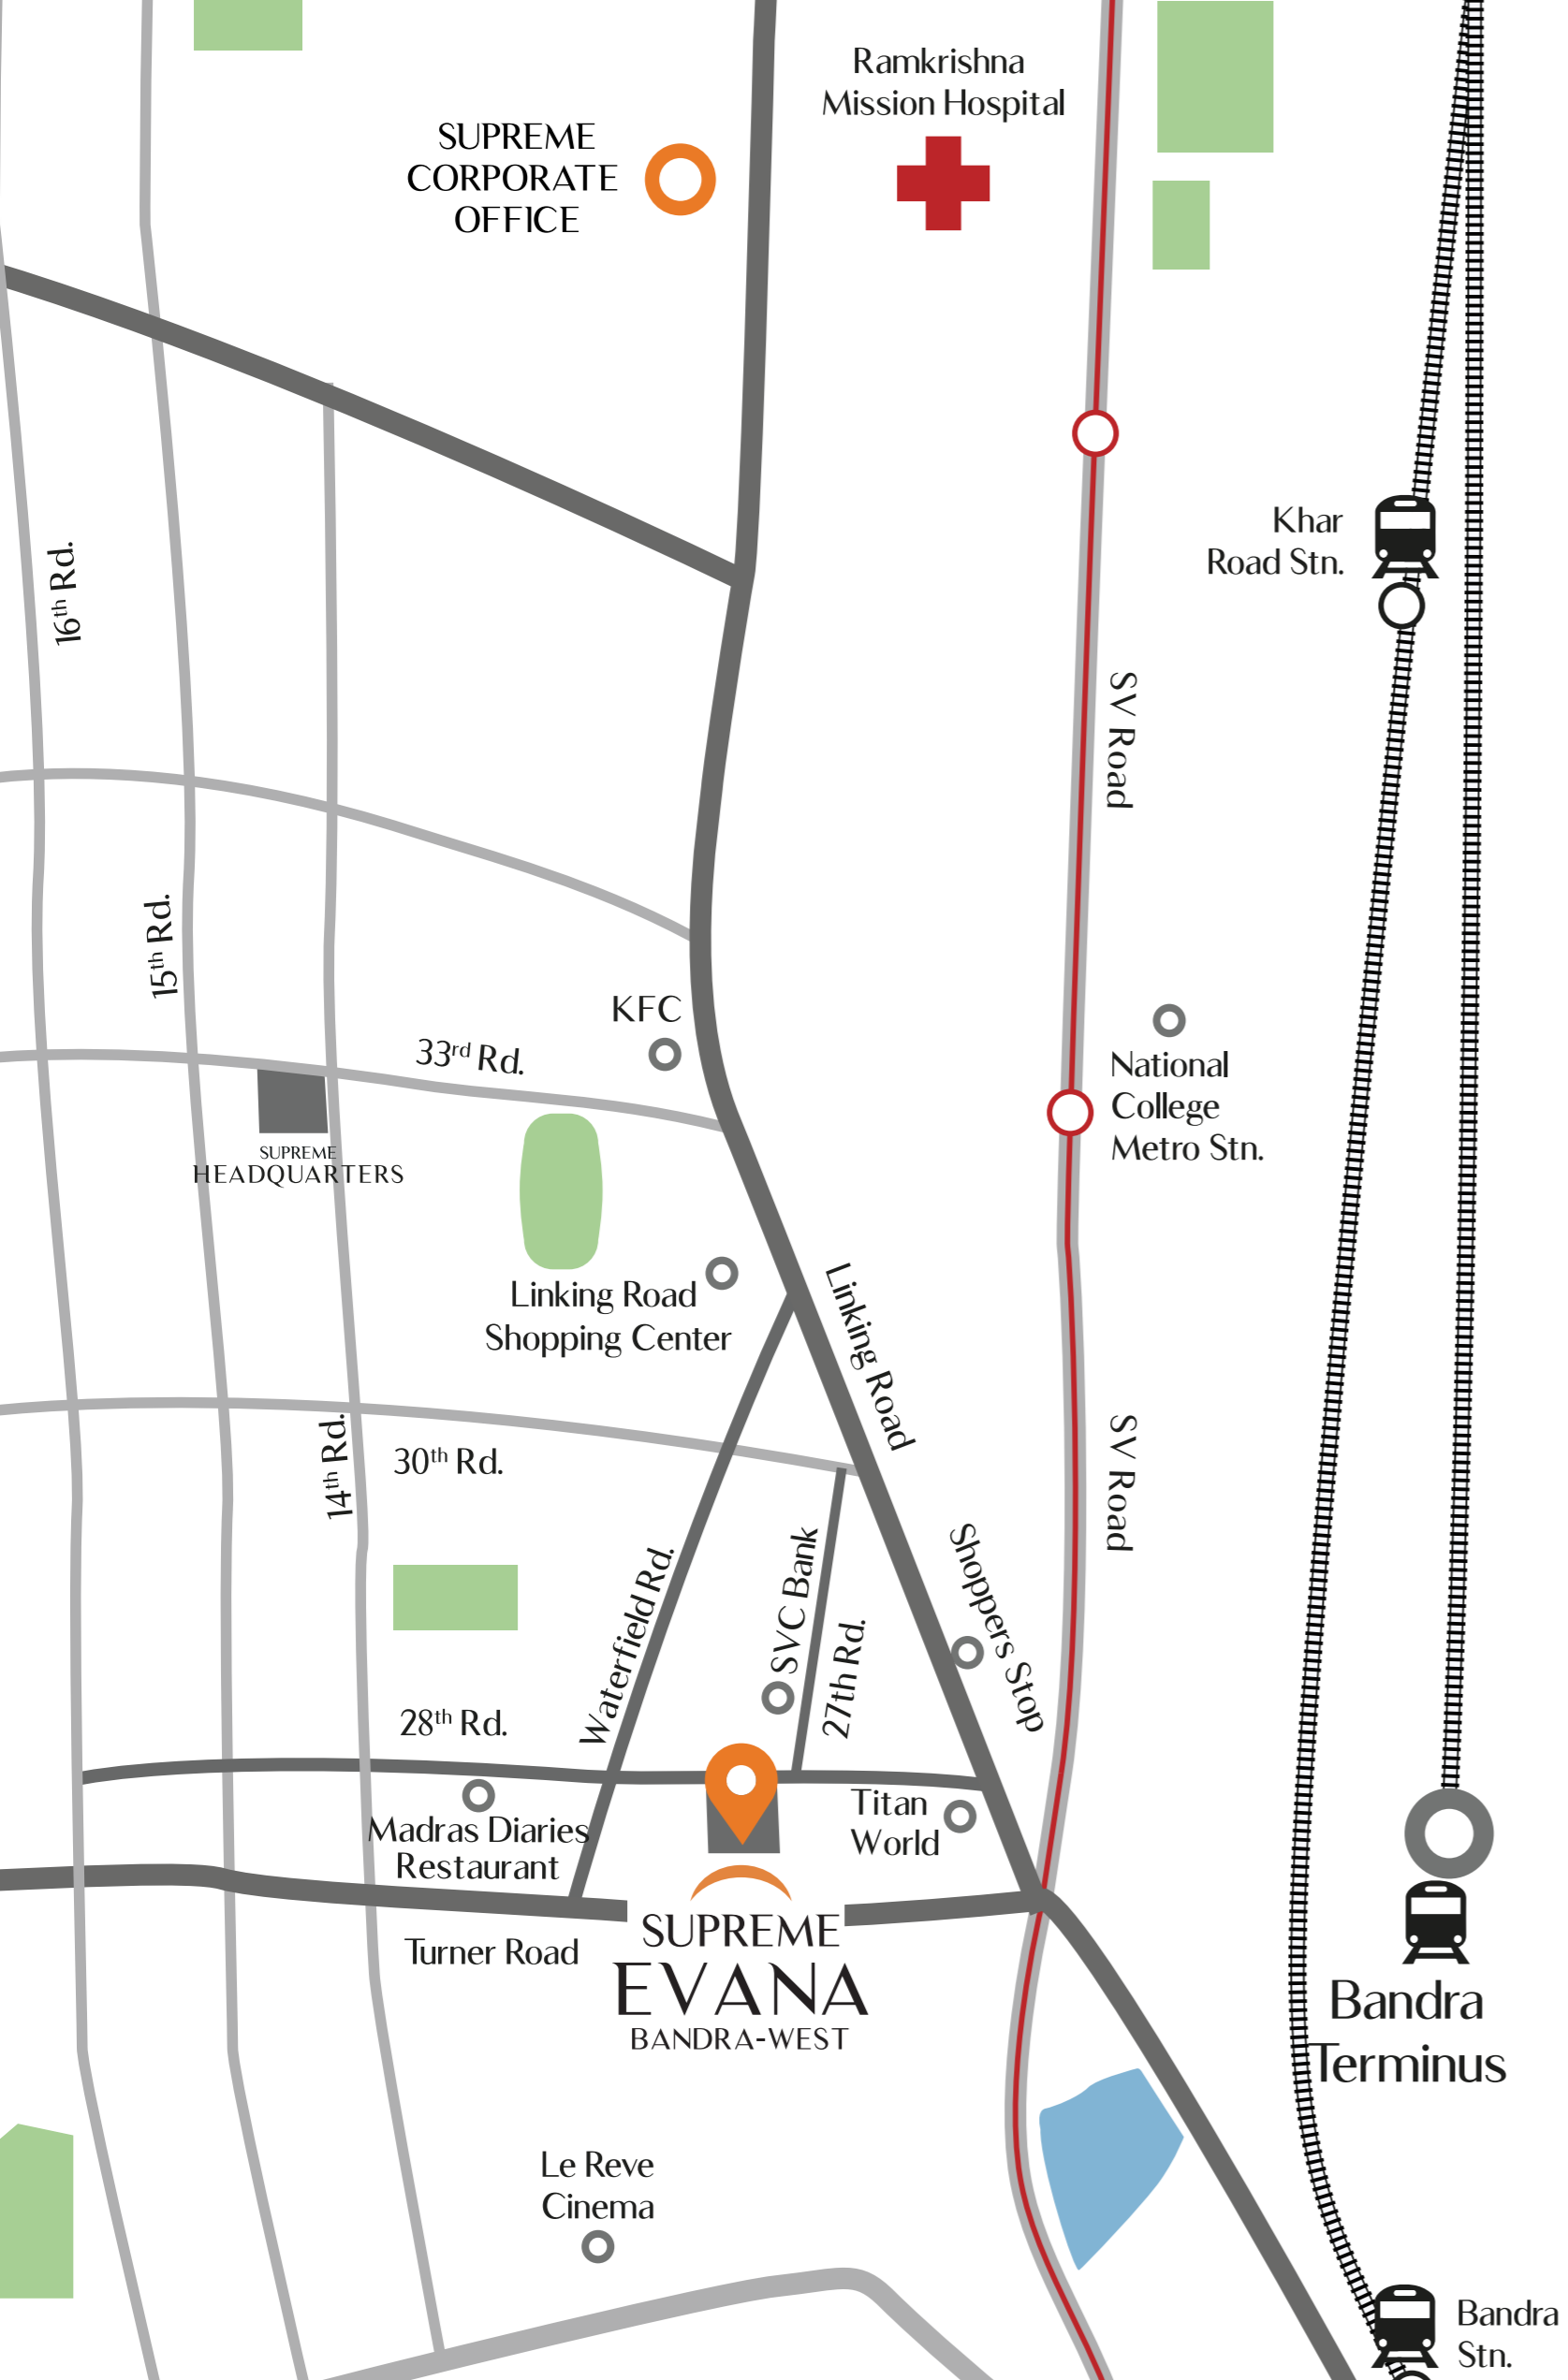 Ramkrishna
Mission Hospital
SUPREME
CORPORATE
OFFICE
Khar
Road Stn.
16th Rd.
SV Road
15th Rd.
KFC
33rd Rd.
National
College
Metro Stn.
SUPREME
HEADQUARTERS
Linking Road
Shopping Center
Linking Road
14th Rd.
30th Rd.
SV Road
Waterfield Rd.
SVC Bank
27th Rd.
Shoppers Stop
28th Rd.
Madras Diaries
Restaurant
Titan
World
Turner Road
SUPREME
EVANA
BANDRA-WEST
Bandra
Terminus
Le Reve
Cinema
Bandra
Stn.